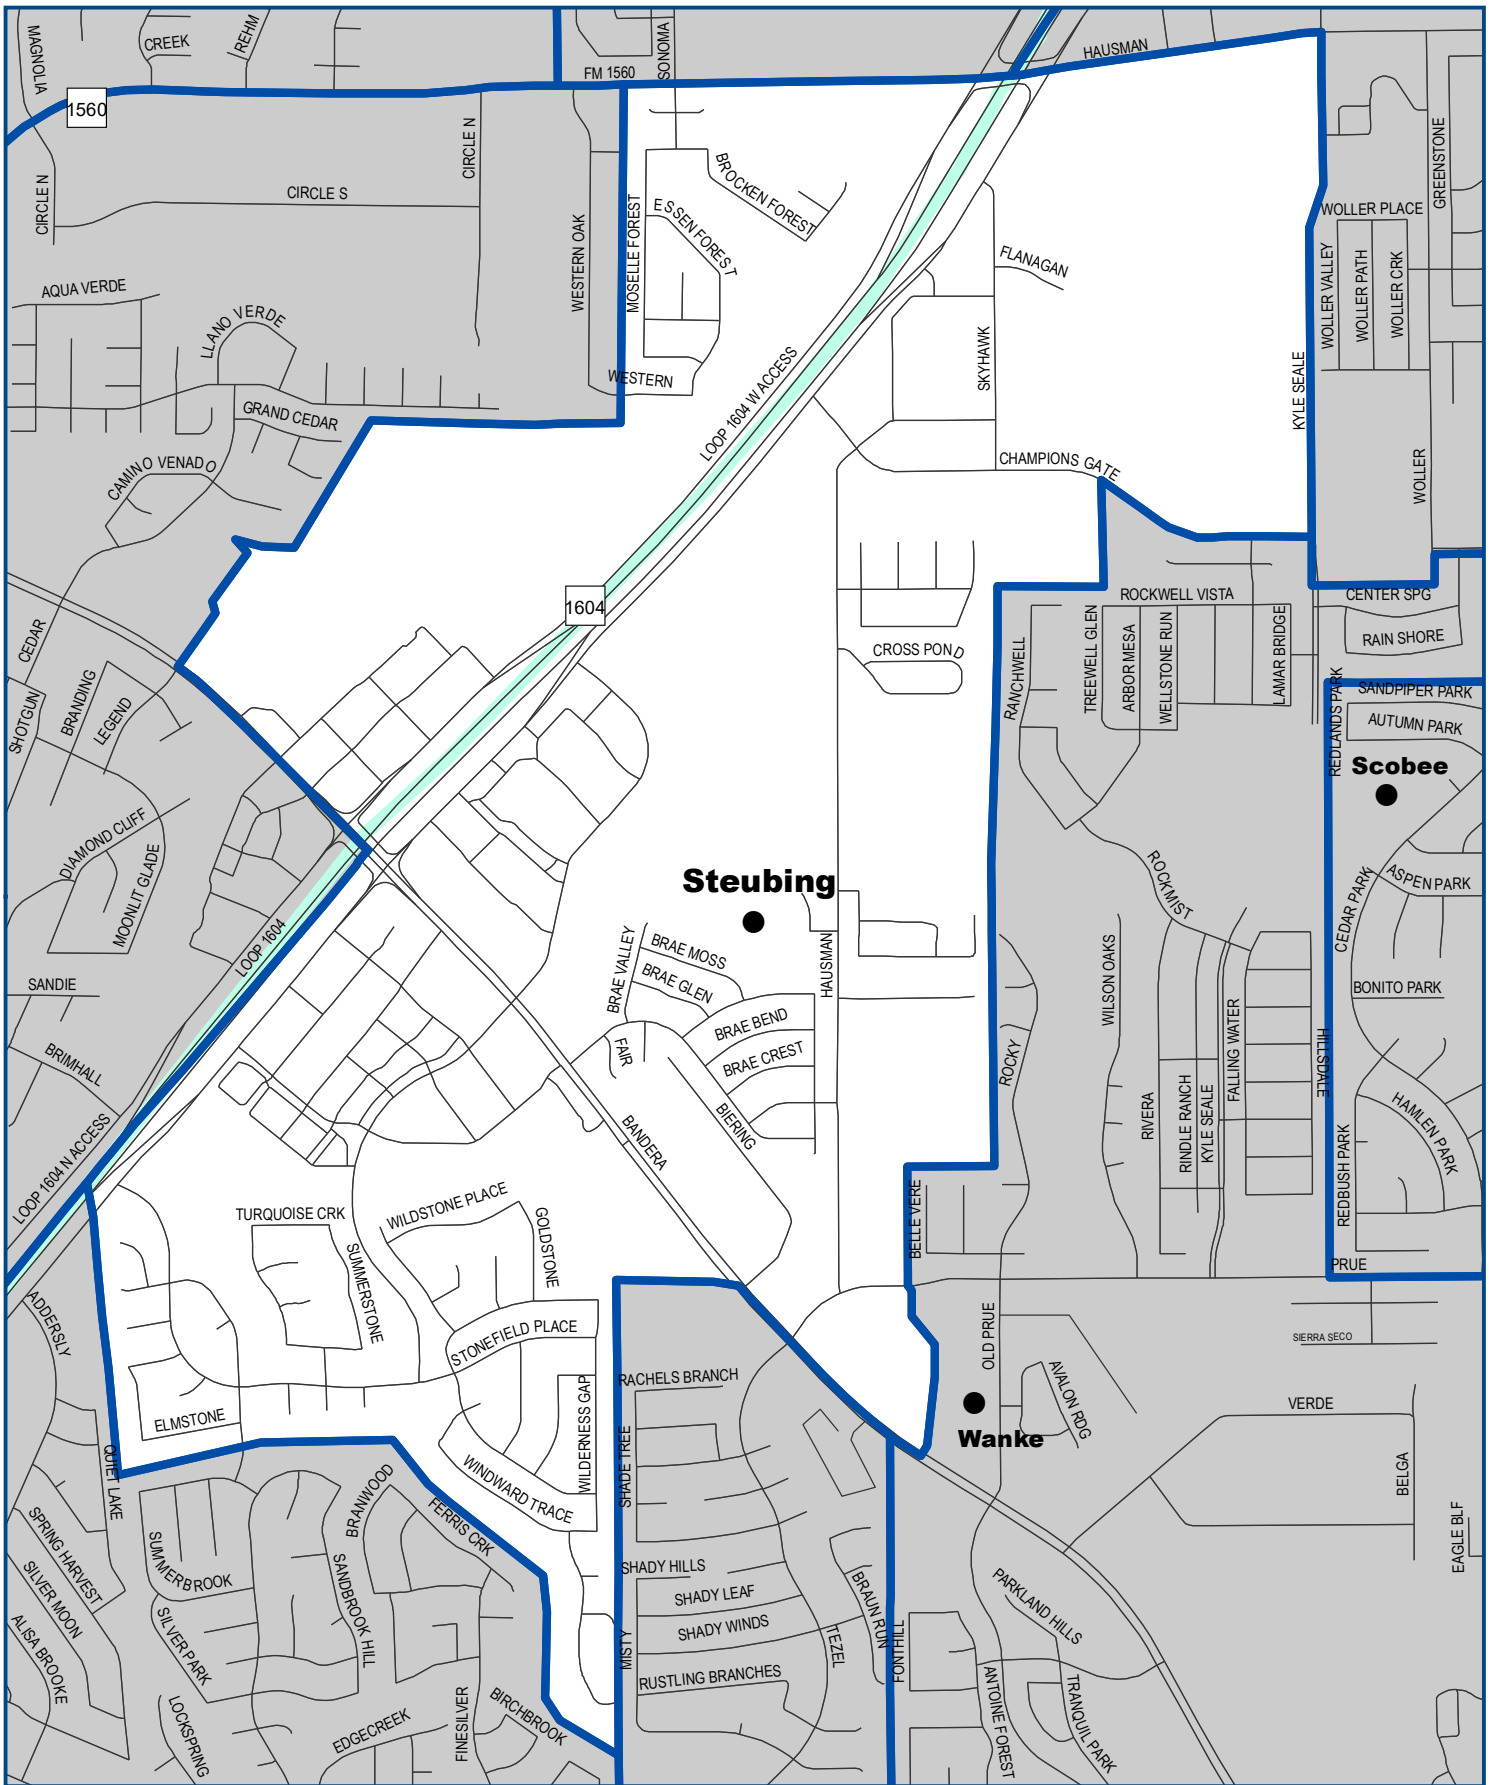 MAGNOLIA
CREEK
REHM
SONOMA
FM 1560
HAUSMAN
1560
CIRCLE N
CIRCLE N
CIRCLE S
WESTERN OAK
MOSELLE FOREST
ESSEN FOREST
BROCKEN FOREST
FLANAGAN
GREENSTONE
WOLLER PLACE
WOLLER VALLEY
WOLLER PATH
WOLLER CRK
AQUA VERDE
LLANO VERDE
GRAND CEDAR
WESTERN
LOOP 1604 W ACCESS
SKYHAWK
KYLE SEALE
CAMINO VENADO
CHAMPIONS GATE
WOLLER
1604
CEDAR
SHOTGUN
BRANDING
LEGEND
CROSS POND
ROCKWELL VISTA
RANCHWELL
TREEWELL GLEN
ARBOR MESA
WELLSTONE RUN
LAMAR BRIDGE
CENTER SPG
RAIN SHORE
REDLANDS PARK
SANDPIPER PARK
AUTUMN PARK
Scobee
DIAMOND CLIFF
MOONLIT GLADE
LOOP 1604
Steubing
ROCKMIST
CEDAR PARK
ASPEN PARK
SANDIE
BRIMHALL
BRAE VALLEY
BRAE MOSS
BRAE GLEN
BRAE BEND
BRAE CREST
HAUSMAN
FAIR
BIERING
BANDERA
ROCKY
WILSON OAKS
RIVERA
RINDLE RANCH
KYLE SEALE
FALLING WATER
HILLSDALE
BONITO PARK
HAMLEN PARK
REDBUSH PARK
PRUE
LOOP 1604 N ACCESS
TURQUOISE CRK
SUMMERSTONE
WILDSTONE PLACE
GOLDSTONE
STONEFIELD PLACE
BELLE VERE
ADDERSLY
ELMSTONE
QUIET LAKE
WILDERNESS GAP
WINDWARD TRACE
RACHELS BRANCH
SHADE TREE
OLD PRUE
AVALON RDG
Wanke
SIERRA SECO
VERDE
BELGA
EAGLE BLF
SPRING HARVEST
SILVER MOON
ALISA BROOKE
SUMMERBROOK
SILVER PARK
LOCKSPRING
BRANWOOD
SANDBROOK HILL
FERRIS CRK
EDGECREEK
FINESILVER
BIRCHBROOK
SHADY HILLS
SHADY LEAF
SHADY WINDS
MISTY
RUSTLING BRANCHES
TEZEL
BRAUN RUN
FONTHILL
PARKLAND HILLS
ANTOINE FOREST
TRANQUIL PARK